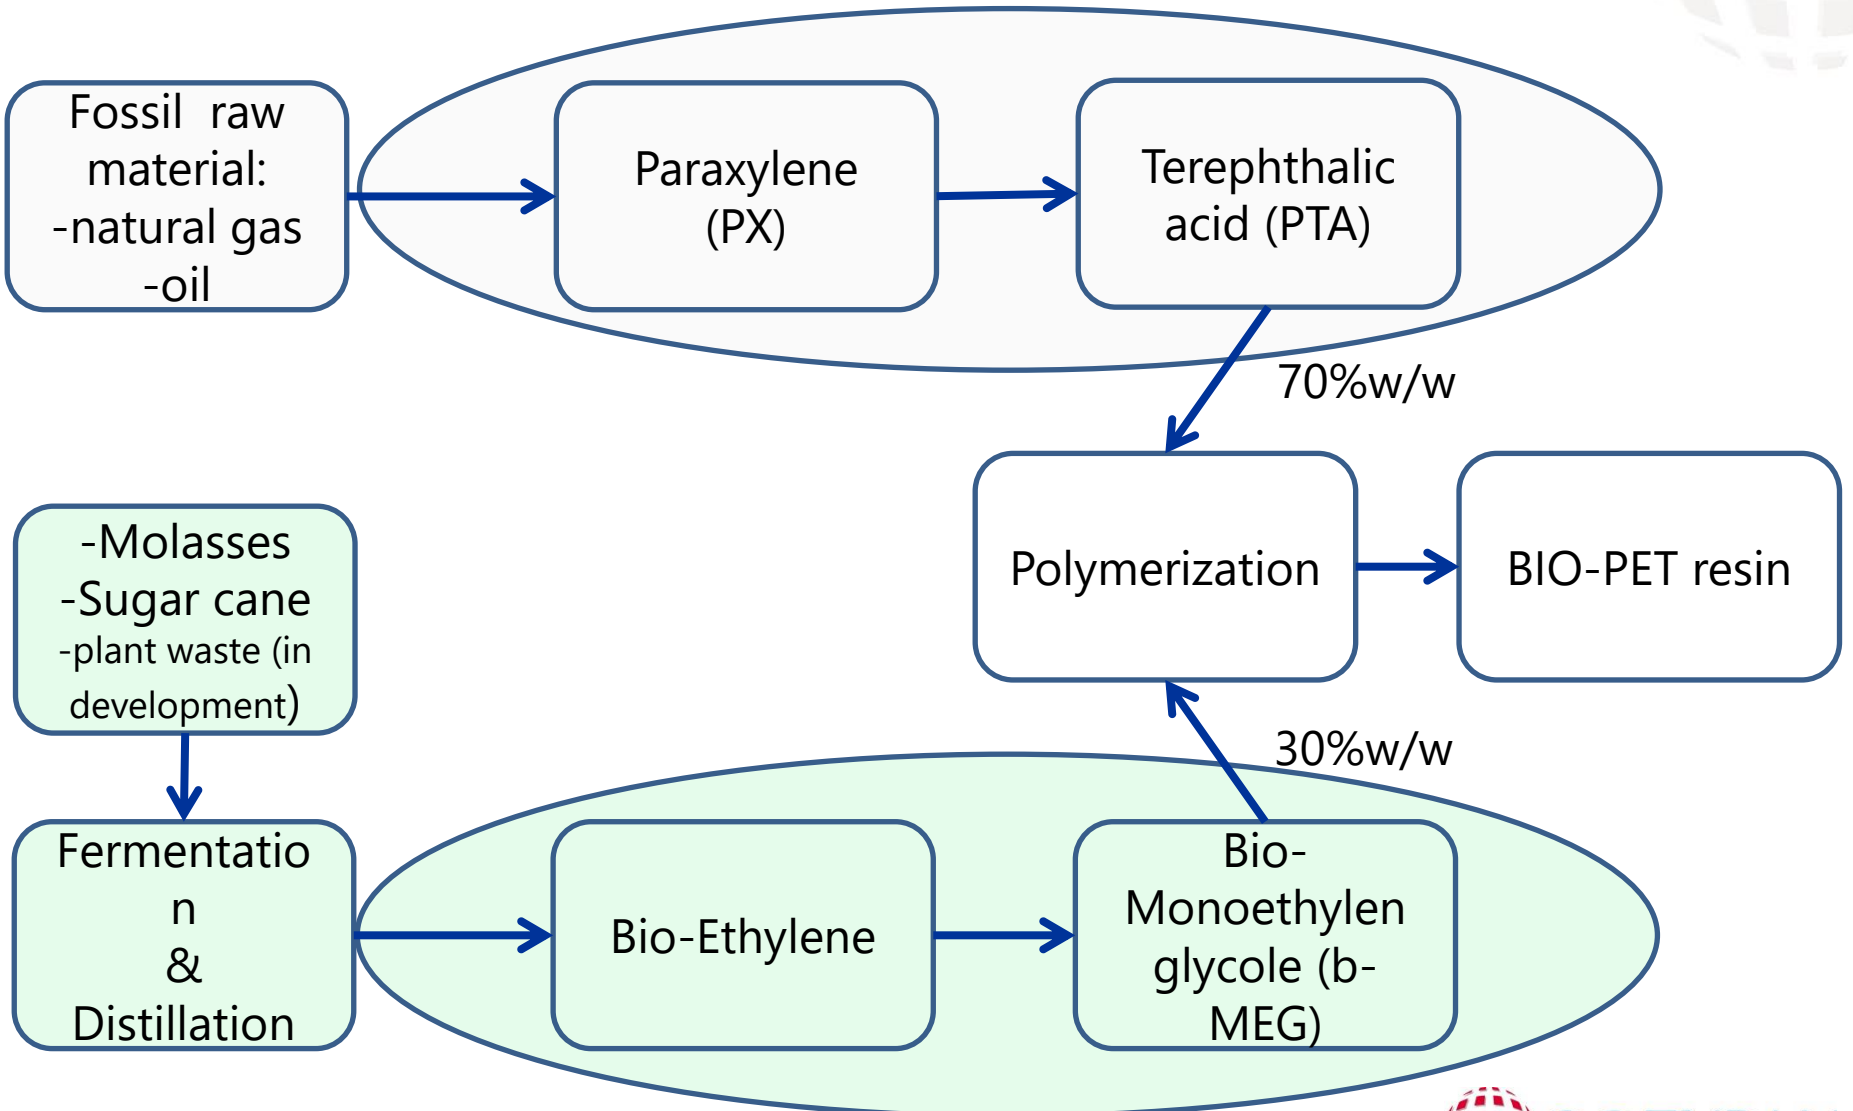 Fossil raw
material:
-natural gas
-oil
Paraxylene
(PX)
Terephthalic
acid (PTA)
70%w/w
Polymerization
BIO-PET resin
-Molasses
-Sugar cane
-plant waste (in
development)
30%w/w
Fermentatio
n
&
Distillation
Bio-Ethylene
Bio-
Monoethylen
glycole (b-
MEG)